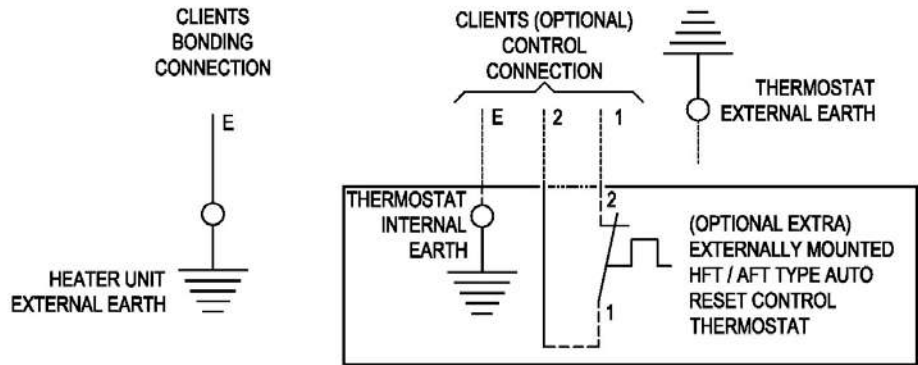 CLIENTS
BONDING
CONNECTION
E
HEATER UNIT
EXTERNAL EARTH
CLIENTS (OPTIONAL)
CONTROL
CONNECTION
E 2 1
THERMOSTAT
EXTERNAL EARTH
THERMOSTAT
INTERNAL
EARTH
2
1
(OPTIONAL EXTRA)
EXTERNALLY MOUNTED
HFT / AFT TYPE AUTO
RESET CONTROL
THERMOSTAT